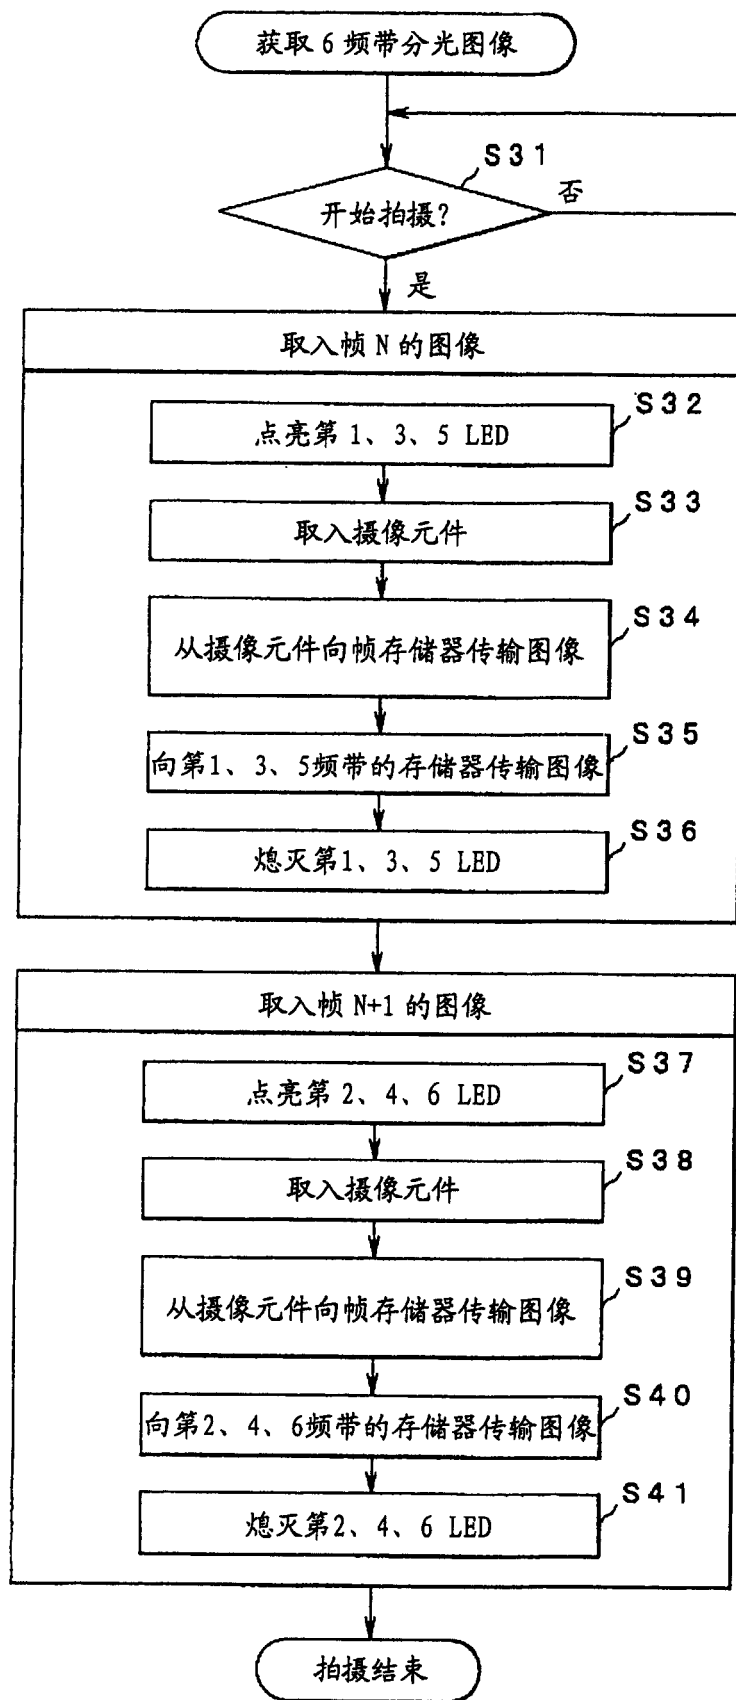 获取 6 频带分光图像
S31
开始拍摄?
否
是
取入帧 N 的图像
S32
点亮第 1、3、5 LED
S33
取入摄像元件
S34
从摄像元件向帧存储器传输图像
S35
向第1、3、5频带的存储器传输图像
S36
熄灭第1、3、5 LED
取入帧 N+1 的图像
S37
点亮第 2、4、6 LED
S38
取入摄像元件
S39
从摄像元件向帧存储器传输图像
S40
向第2、4、6频带的存储器传输图像
S41
熄灭第2、4、6 LED
拍摄结束